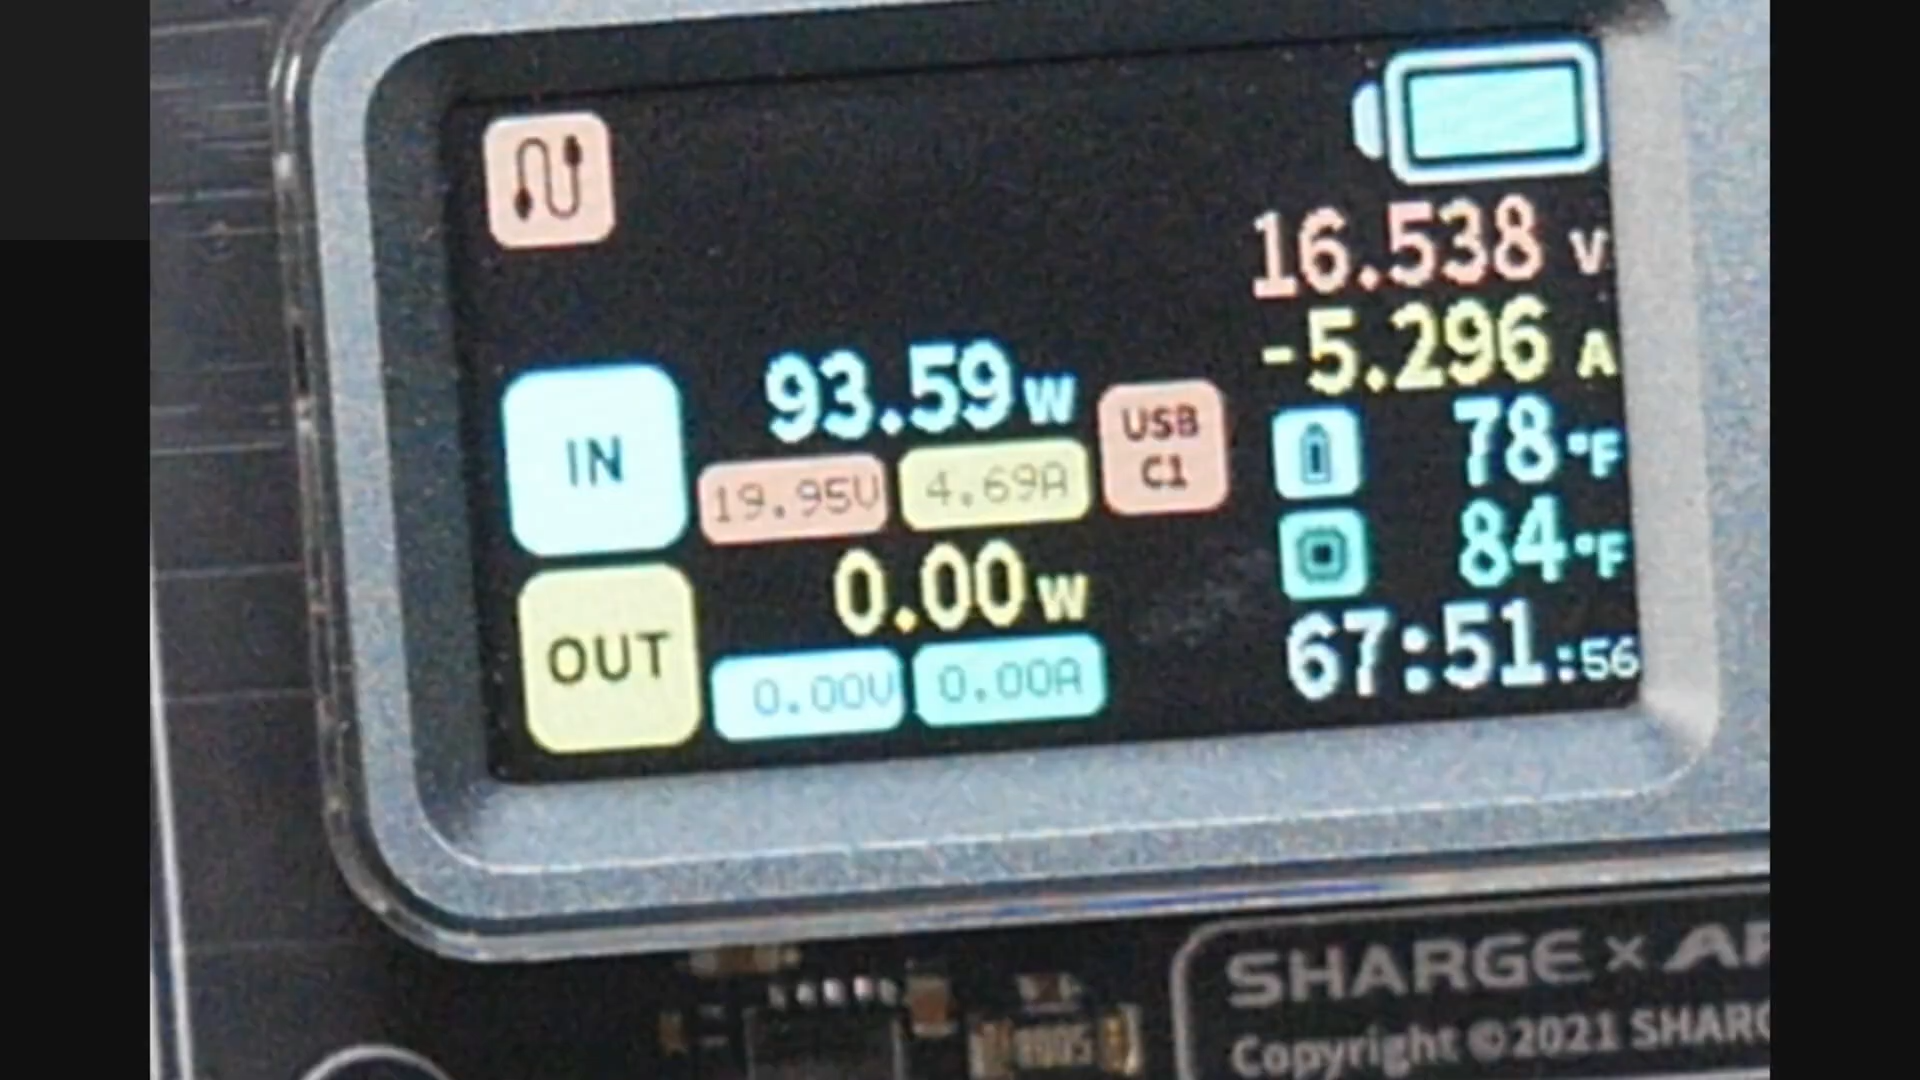 16.538 V
-5.296 A
93.59 W
IN
19.95V 4.69A
USB
C1
78 °F
84 °F
0.00 W
OUT
0.00V 0.00A
67:51:56
SHARGE ×
Copyright ©2021